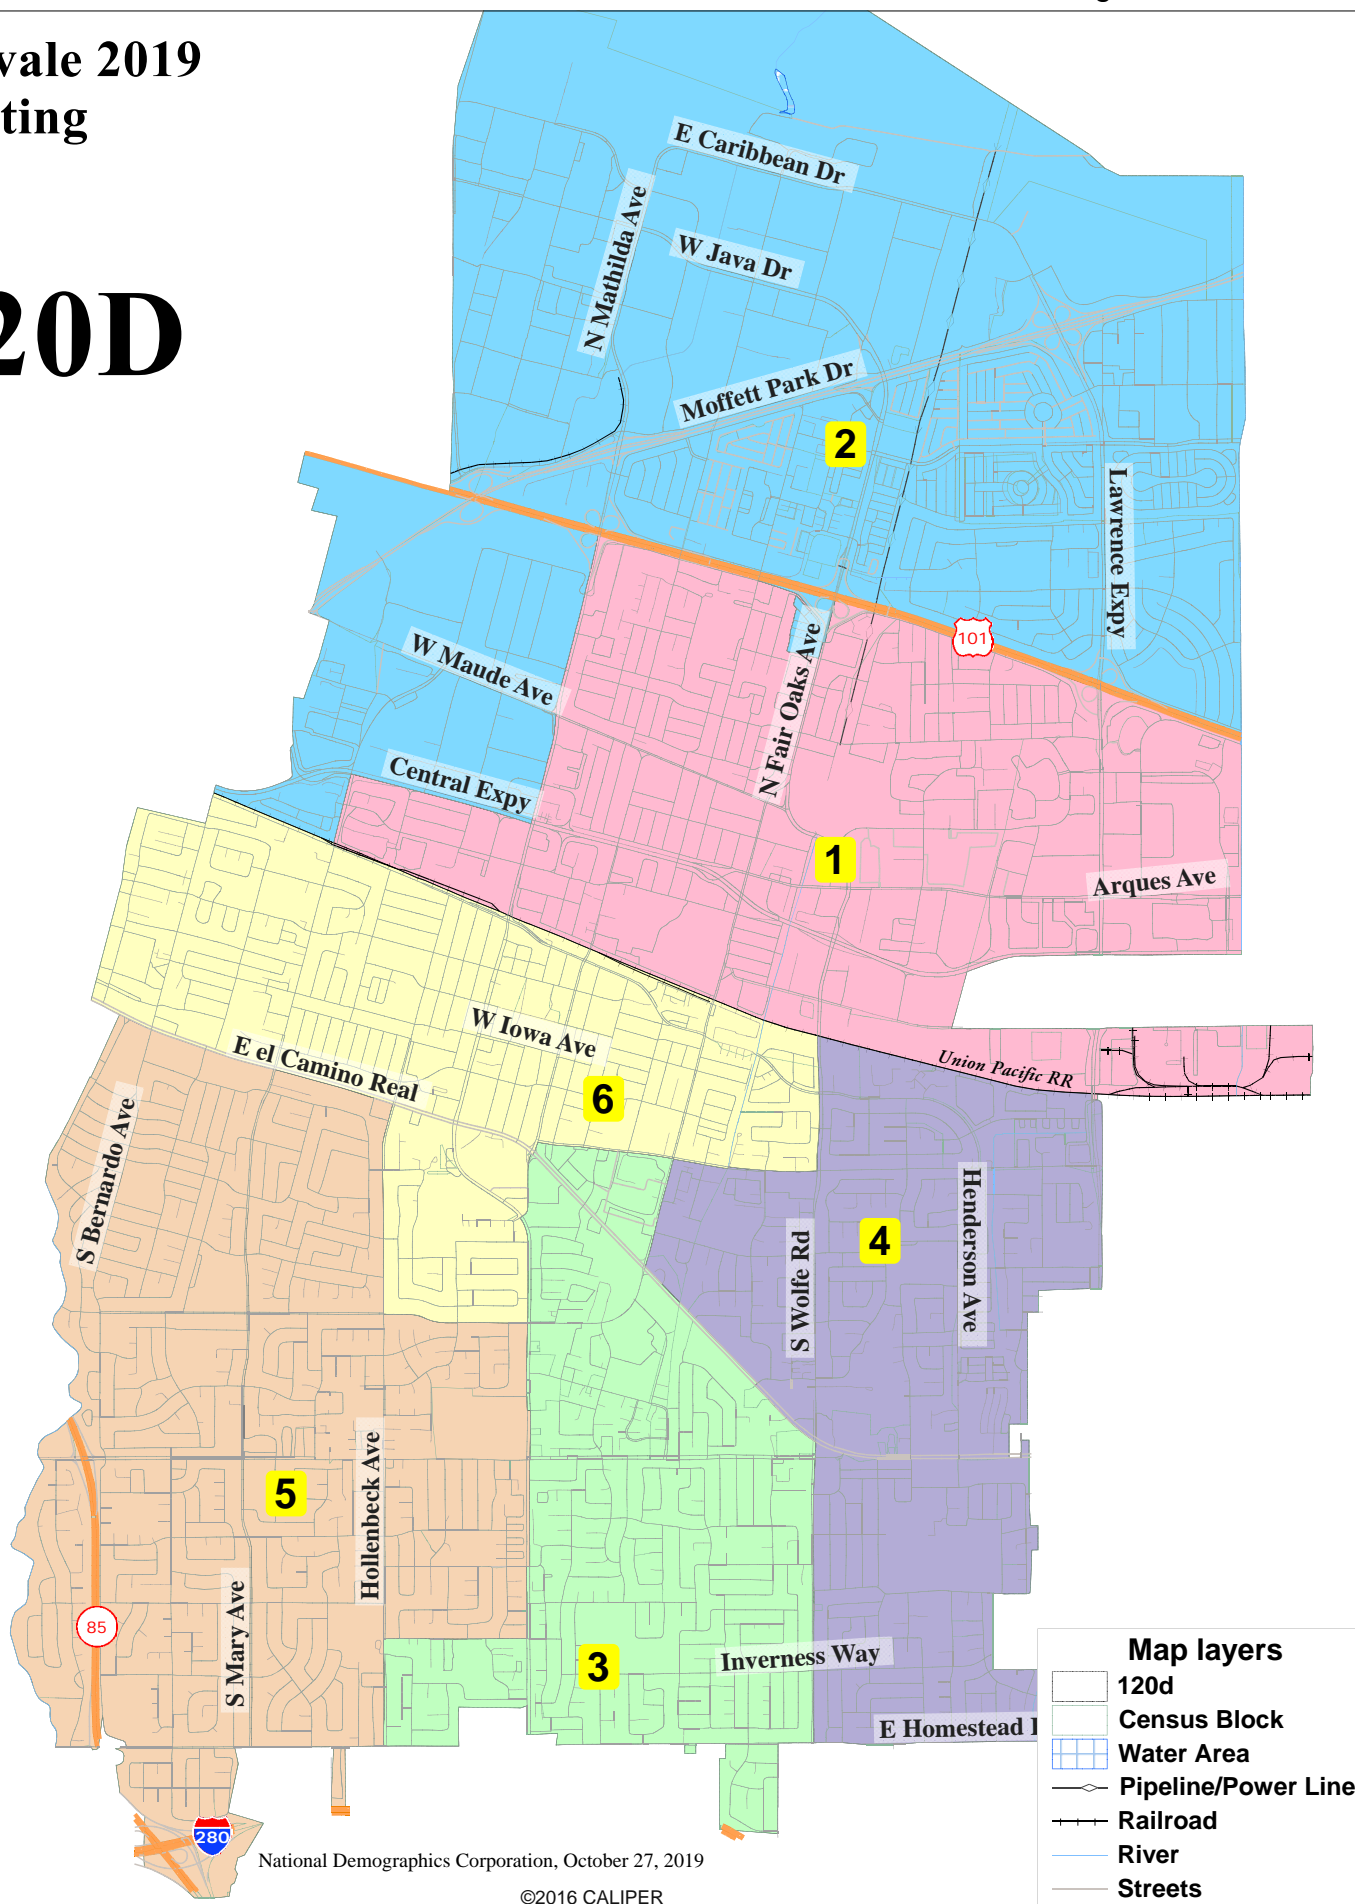 vale 2019
ting
20D
E Caribbean Dr
N Mathilda Ave
W Java Dr
Moffett Park Dr
2
Lawrence Expy
101
W Maude Ave
N Fair Oaks Ave
Central Expy
1
Arques Ave
W Iowa Ave
E el Camino Real
Union Pacific RR
6
S Bernardo Ave
Henderson Ave
4
S Wolfe Rd
Hollenbeck Ave
5
S Mary Ave
85
3
Inverness Way
E Homestead
280
Map layers
120d
Census Block
Water Area
Pipeline/Power Line
Railroad
River
Streets
National Demographics Corporation, October 27, 2019
©2016 CALIPER